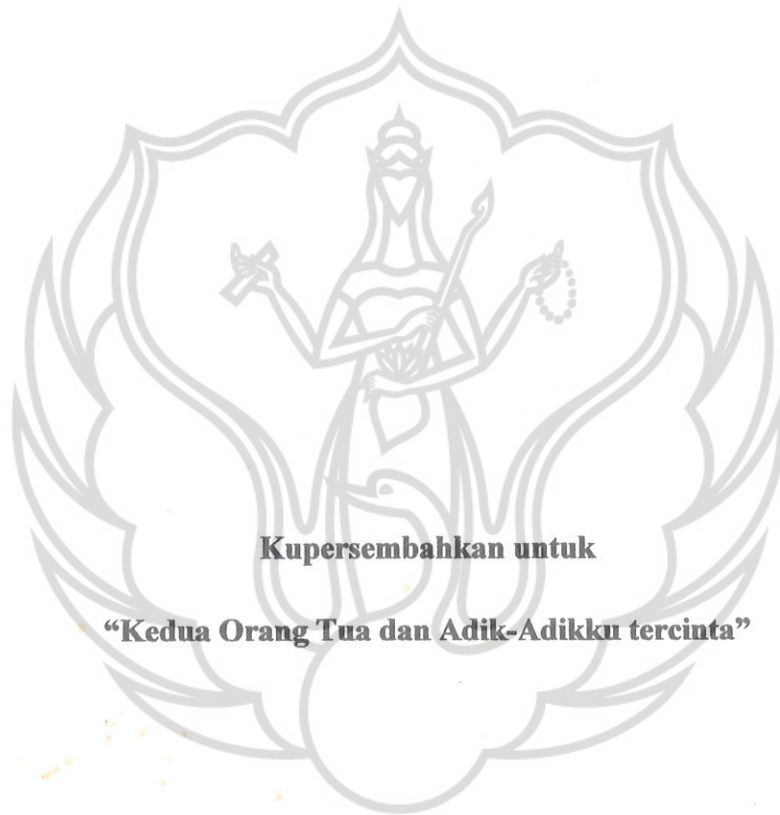 Kupersembahkan untuk
“Kedua Orang Tua dan Adik-Adikku tercinta”